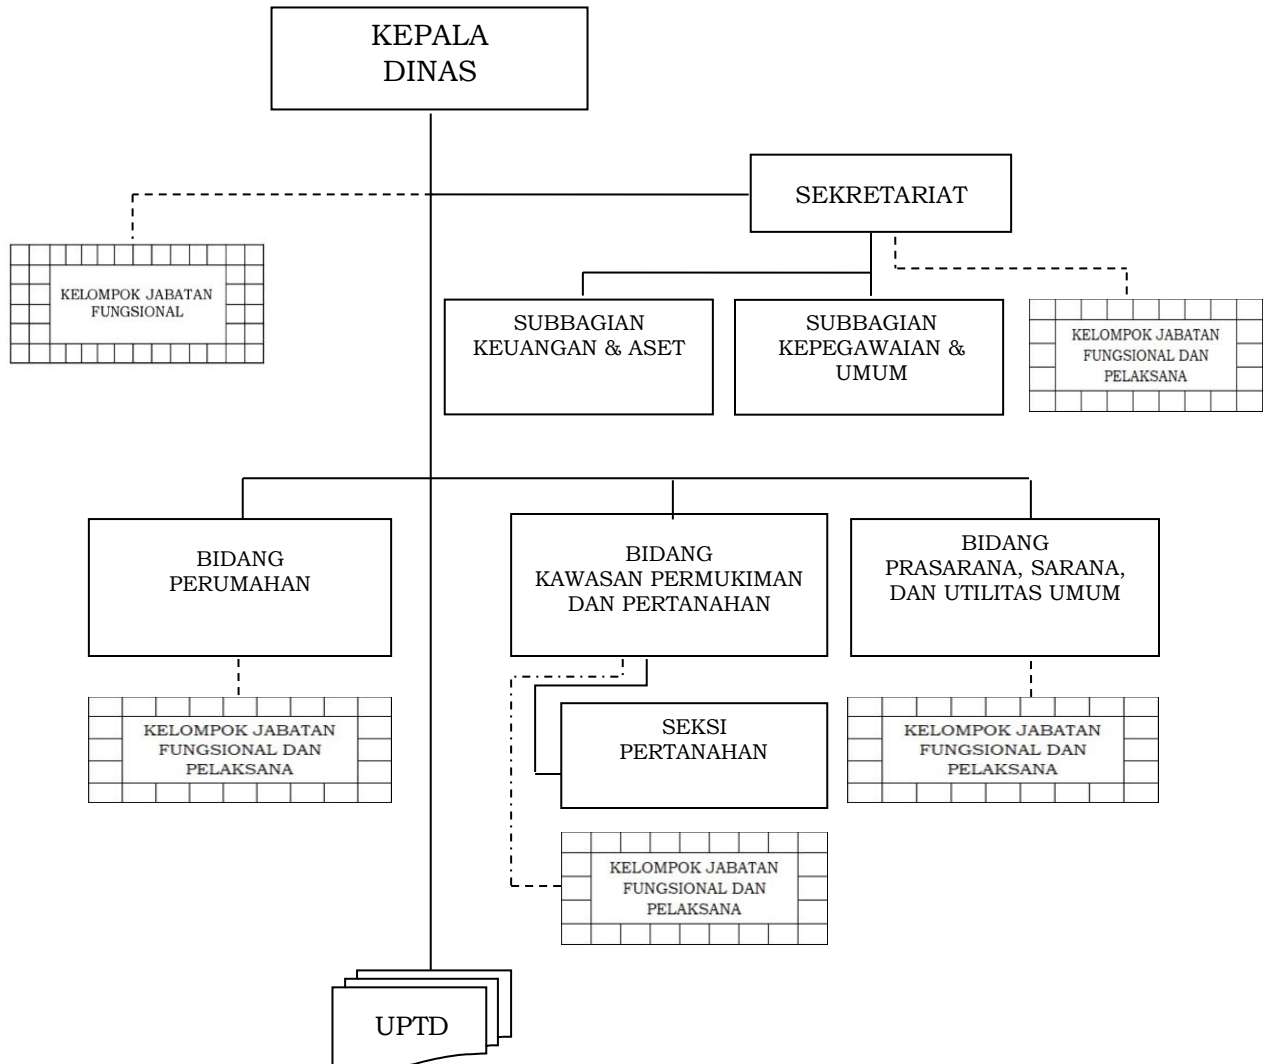 KEPALA
DINAS
SEKRETARIAT
KELOMPOK JABATAN
FUNGSIONAL
SUBBAGIAN
KEUANGAN & ASET
SUBBAGIAN
KEPEGAWAIAN &
UMUM
KELOMPOK JABATAN
FUNGSIONAL DAN
PELAKSANA
BIDANG
PERUMAHAN
BIDANG
KAWASAN PERMUKIMAN
DAN PERTANAHAN
BIDANG
PRASARANA, SARANA,
DAN UTILITAS UMUM
KELOMPOK JABATAN
FUNGSIONAL DAN
PELAKSANA
SEKSI
PERTANAHAN
KELOMPOK JABATAN
FUNGSIONAL DAN
PELAKSANA
KELOMPOK JABATAN
FUNGSIONAL DAN
PELAKSANA
UPTD